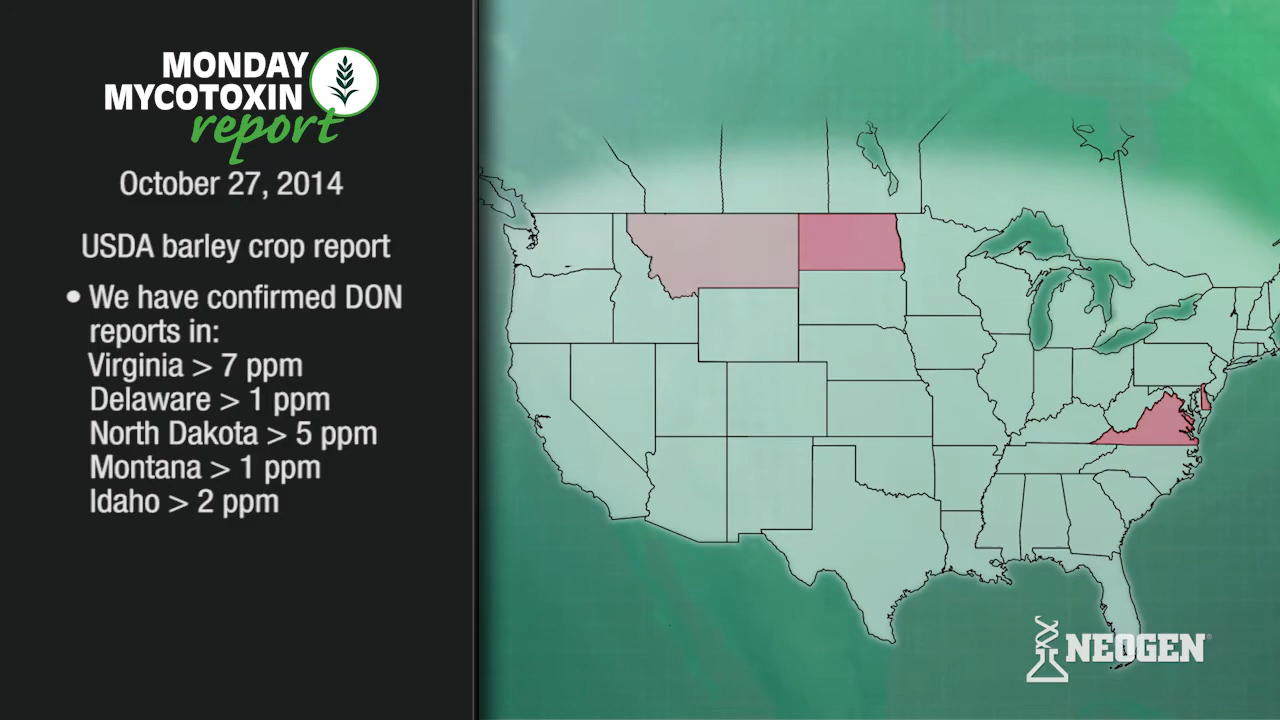 MONDAY
MYCOTOXIN
report
October 27, 2014
USDA barley crop report
• We have confirmed DON
reports in:
Virginia > 7 ppm
Delaware > 1 ppm
North Dakota > 5 ppm
Montana > 1 ppm
Idaho > 2 ppm
NEOGEN®